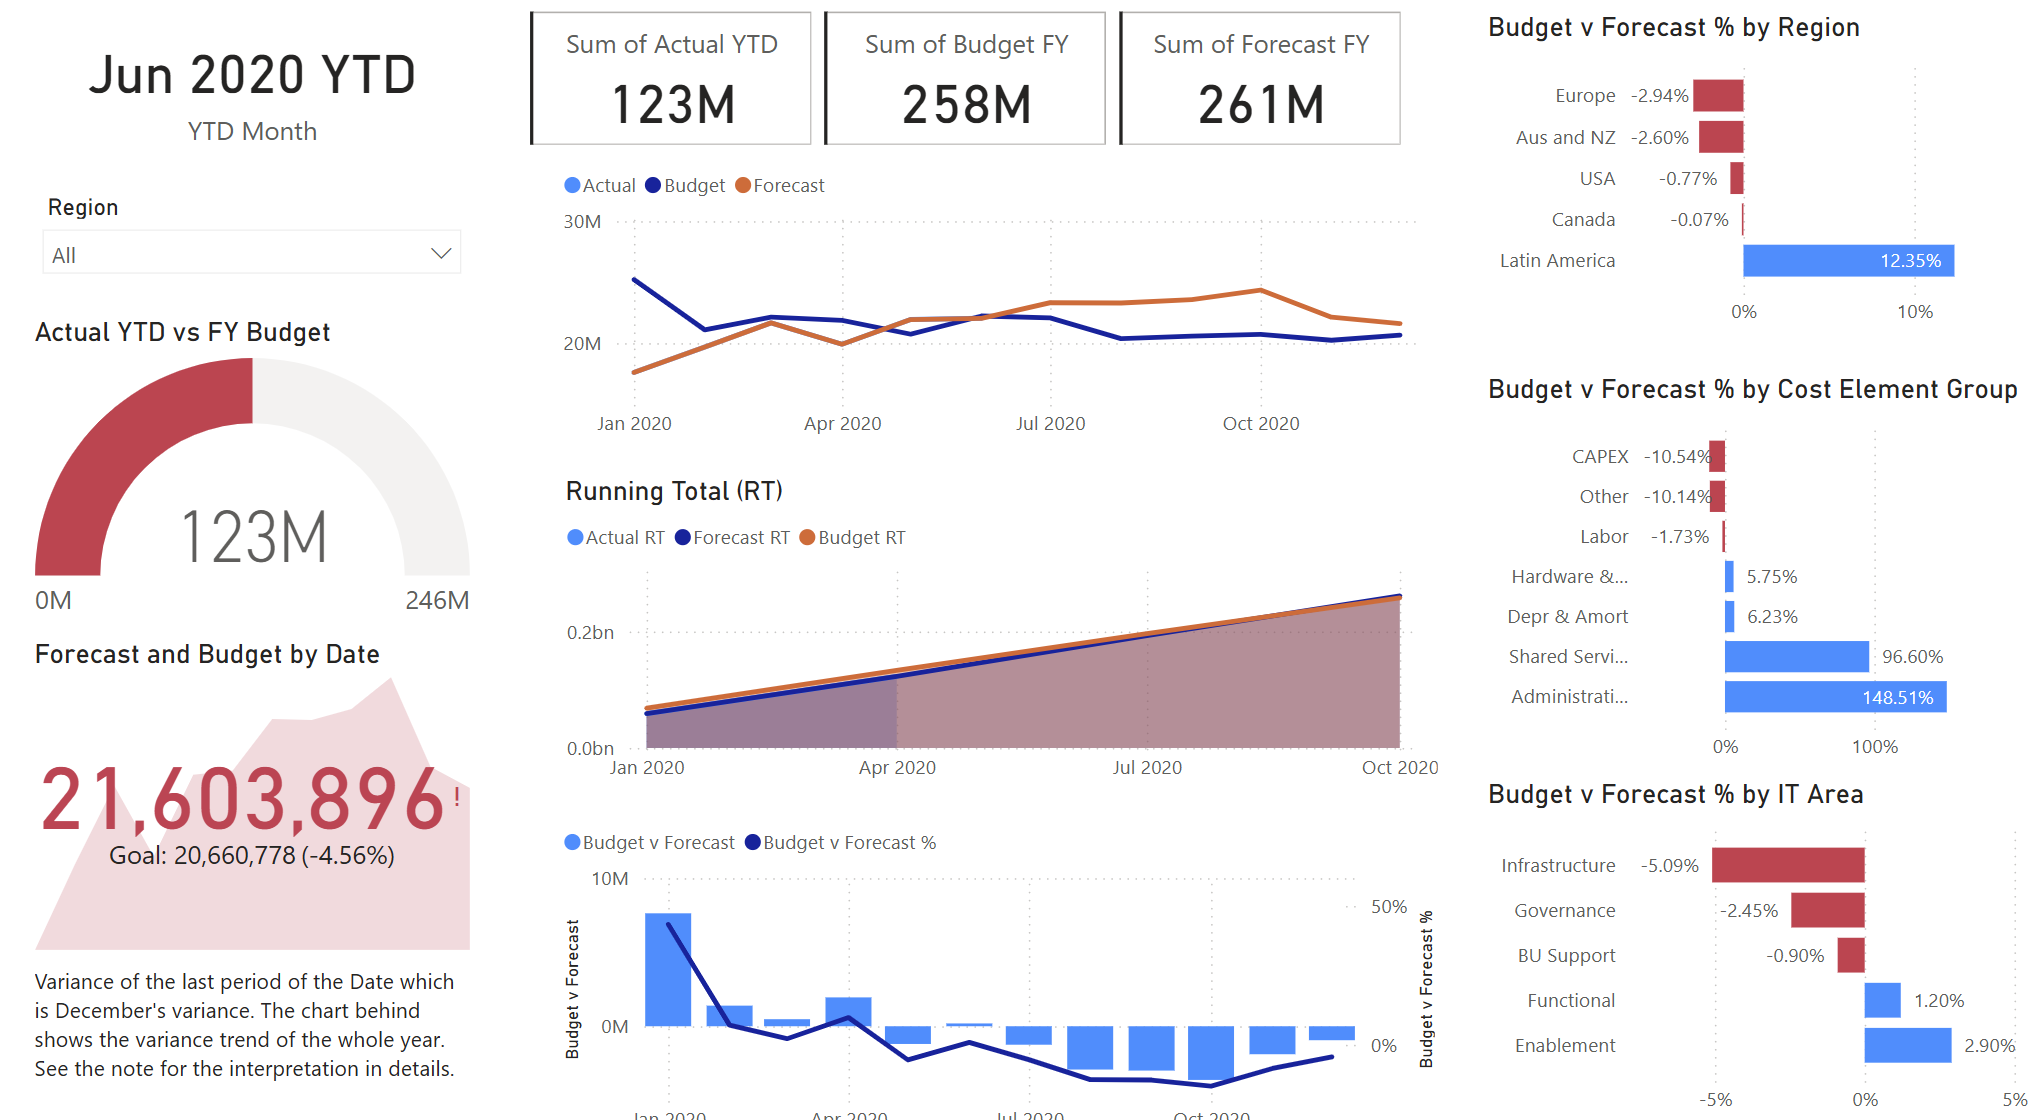 Jun 2020 YTD
YTD Month
Region
All
Actual YTD vs FY Budget
123M
0M
246M
Forecast and Budget by Date
21,603,896!
Goal: 20,660,778 (-4.56%)
Variance of the last period of the Date which
is December's variance. The chart behind
shows the variance trend of the whole year.
See the note for the interpretation in details.
Sum of Actual YTD
123M
Sum of Budget FY
258M
Sum of Forecast FY
261M
Actual Budget Forecast
30M
20M
Jan 2020 Apr 2020 Jul 2020 Oct 2020
Running Total (RT)
Actual RT Forecast RT Budget RT
0.2bn
0.0bn
Jan 2020 Apr 2020 Jul 2020 Oct 2020
Budget v Forecast Budget v Forecast %
Budget v Forecast
10M
0M
50%
0%
Budget v Forecast %
Jan 2020 Apr 2020 Jul 2020 Oct 2020
Budget v Forecast % by Region
Europe -2.94%
Aus and NZ -2.60%
USA -0.77%
Canada -0.07%
Latin America 12.35%
0% 10%
Budget v Forecast % by Cost Element Group
CAPEX -10.54%
Other -10.14%
Labor -1.73%
Hardware &... 5.75%
Depr & Amort 6.23%
Shared Servi... 96.60%
Administrati... 148.51%
0% 100%
Budget v Forecast % by IT Area
Infrastructure -5.09%
Governance -2.45%
BU Support -0.90%
Functional 1.20%
Enablement 2.90%
-5% 0% 5%